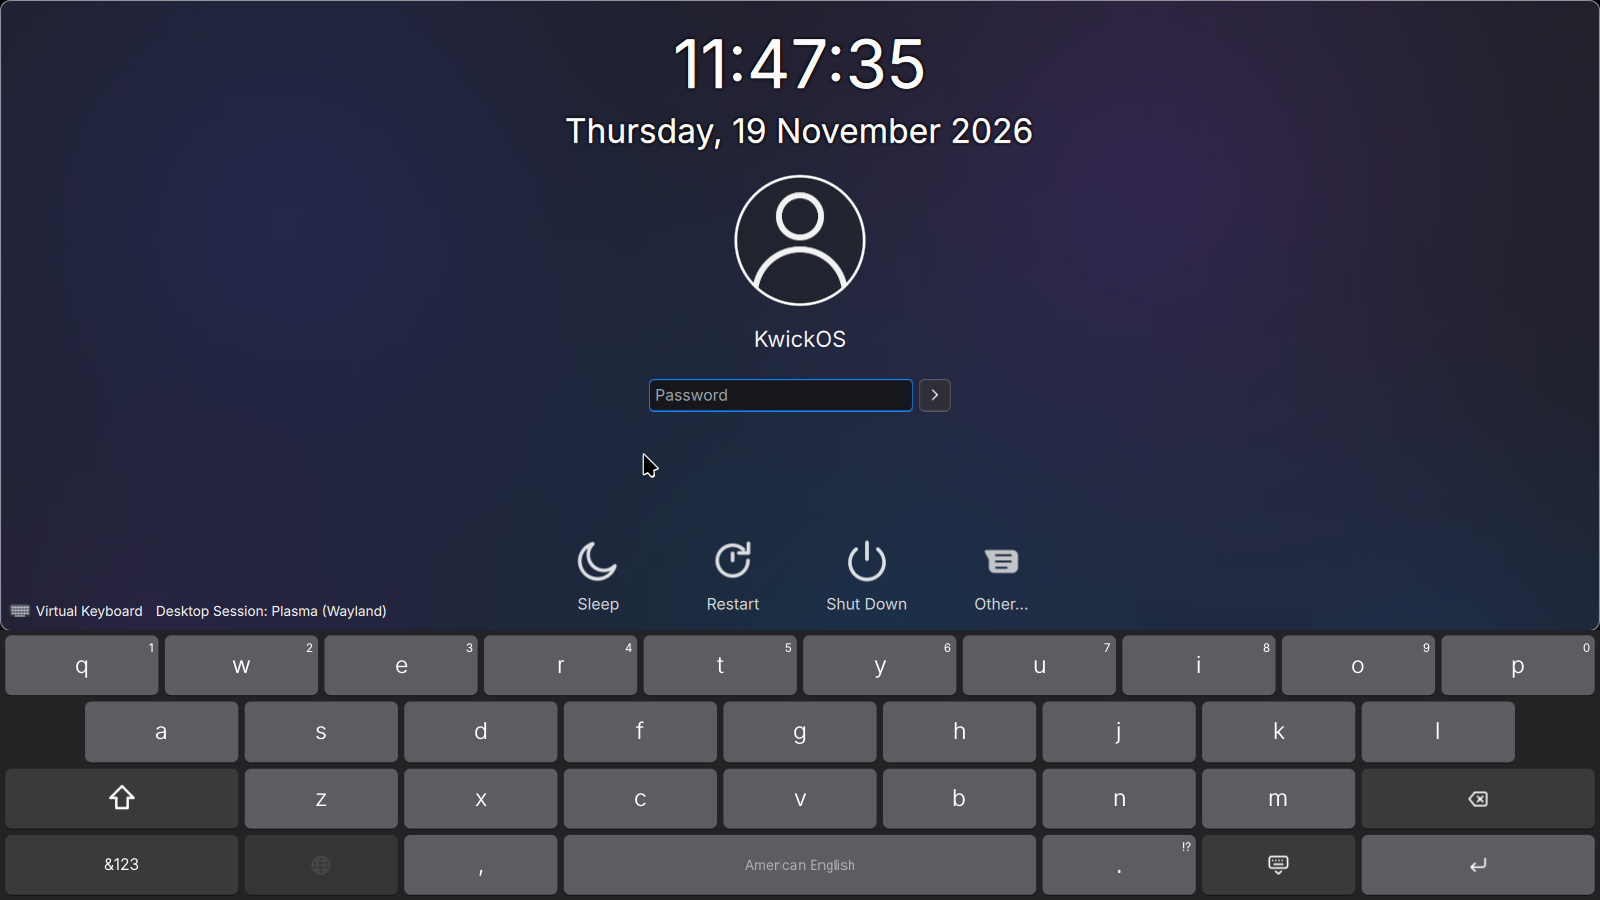 11:47:35
Thursday, 19 November 2026
KwickOS
Password
Sleep
Restart
Shut Down
Other...
Virtual Keyboard
Desktop Session: Plasma (Wayland)
q 1 w 2 e 3 r 4 t 5 y 6 u 7 i 8 o 9 p 0
a s d f g h j k l
z x c v b n m
&123 , American English . !?